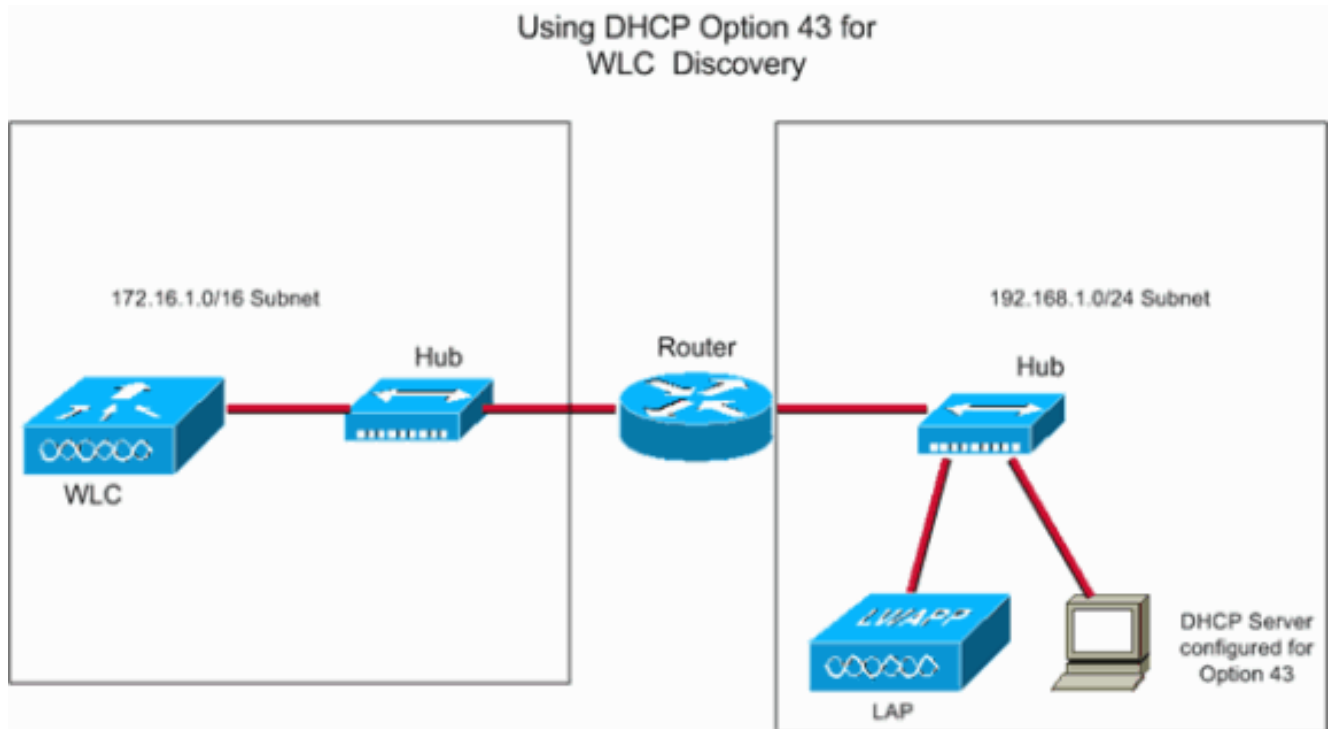 Using DHCP Option 43 for
WLC Discovery
172.16.1.0/16 Subnet
192.168.1.0/24 Subnet
Hub
Router
Hub
WLC
LWAPP
LAP
DHCP Server
configured for
Option 43